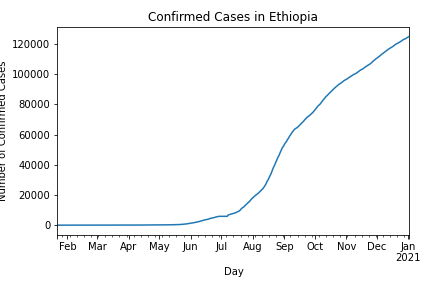 Confirmed Cases in Ethiopia
Number of Confirmed Cases
120000
100000
80000
60000
40000
20000
0
Feb Mar Apr May Jun Jul Aug Sep Oct Nov Dec Jan
2021
Day